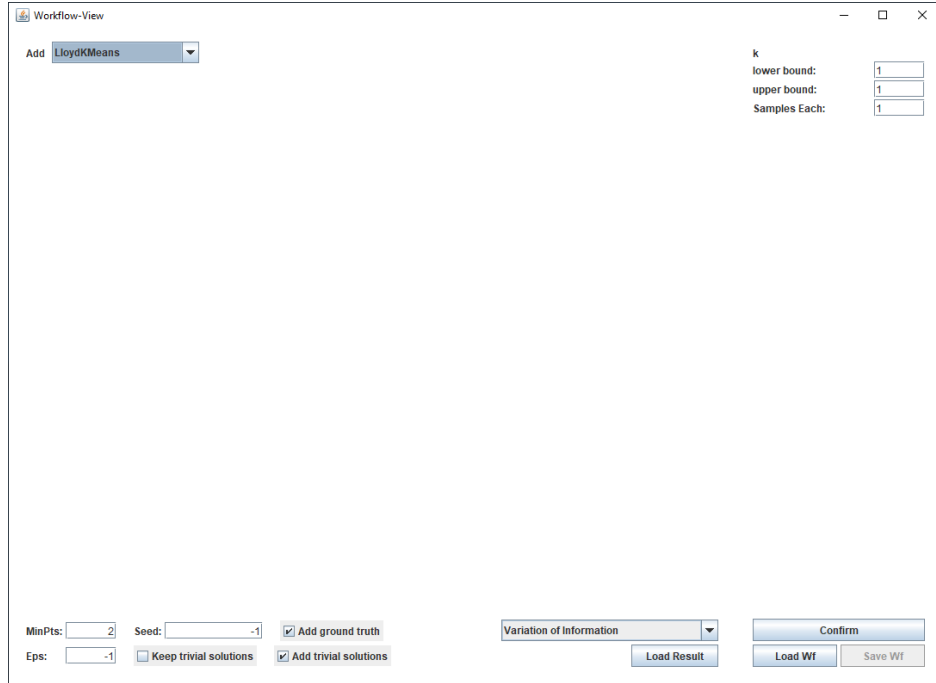 Workflow-View
Add LloydKMeans
k
lower bound: 1
upper bound: 1
Samples Each: 1
MinPts: 2 Seed: -1 Add ground truth Variation of Information Confirm
Eps: -1 Keep trivial solutions Add trivial solutions Load Result Load Wf Save Wf